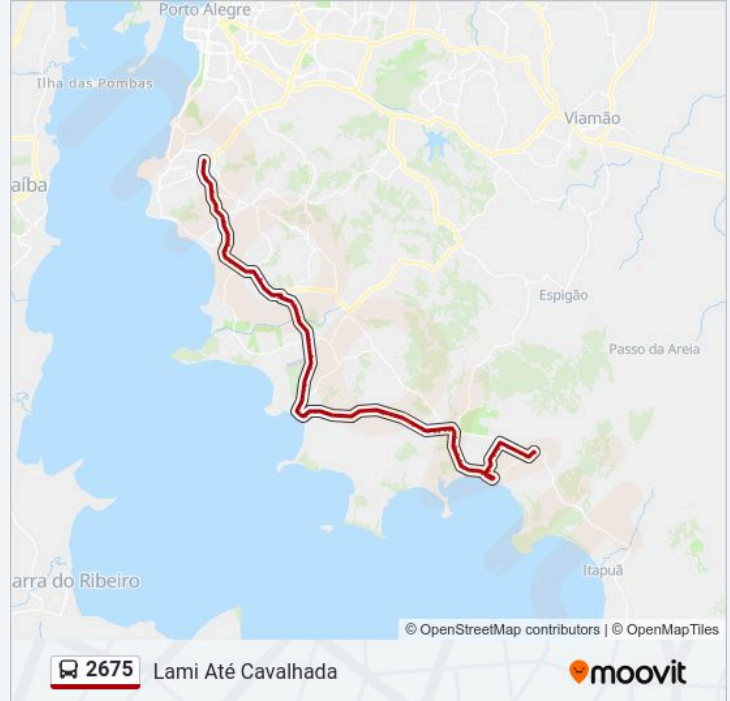 Porto Alegre
Ilha das Pombas
Viamão
aíba
Espigão
Passo da Areia
arra do Ribeiro
Itapuã
© OpenStreetMap contributors | © OpenMapTiles
2675 Lami Até Cavalhada
moovit